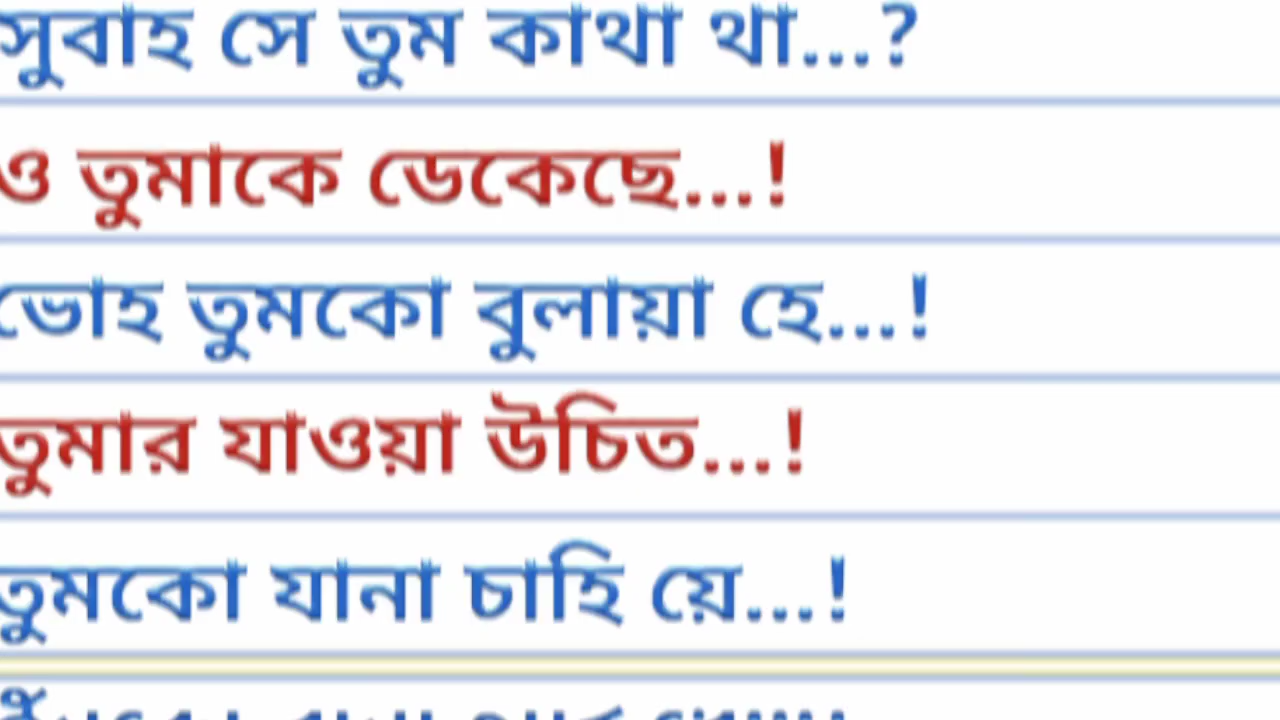 সুবাহ সে তুম কাথা থা...?
ও তুমাকে ডেকেছে...!
ভোহ তুমকো বুলায়া হে...!
তুমার যাওয়া উচিত...!
তুমকো যানা চাহি য়ে...!